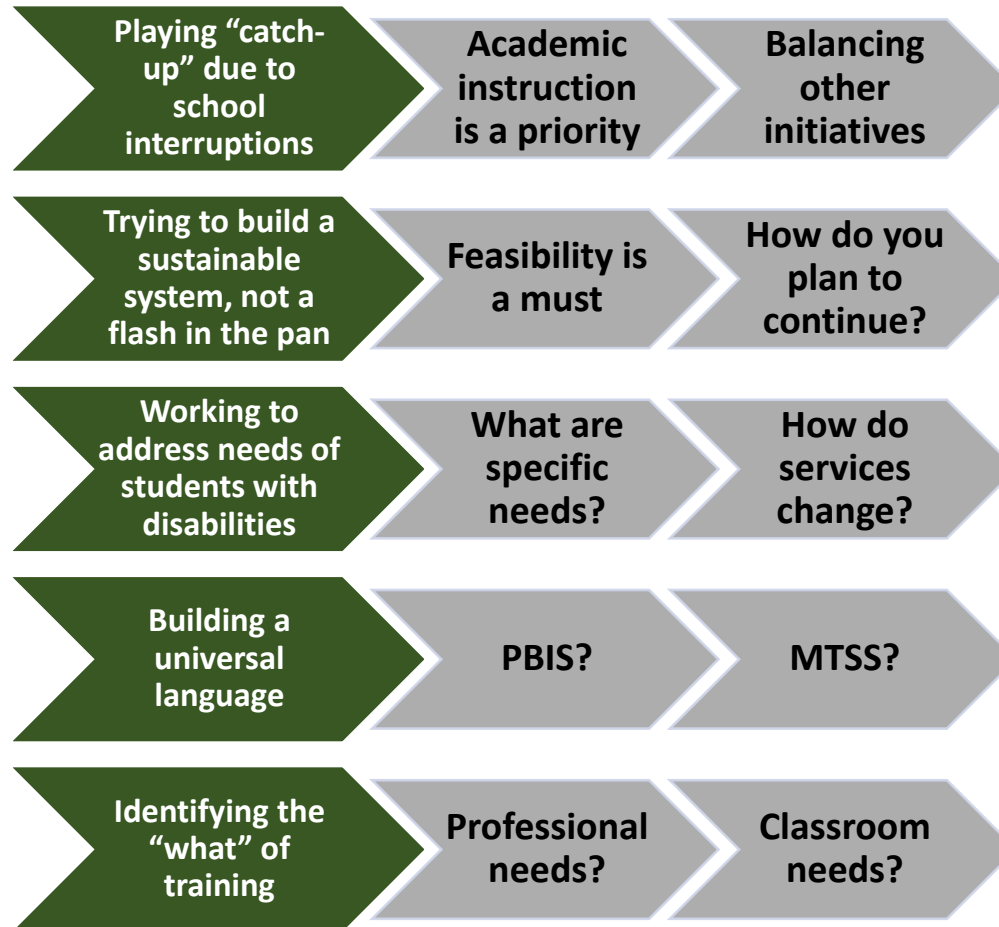 Playing “catch-
up” due to
school
interruptions
Academic
instruction
is a priority
Balancing
other
initiatives
Trying to build a
sustainable
system, not a
flash in the pan
Feasibility is
a must
How do you
plan to
continue?
Working to
address needs of
students with
disabilities
What are
specific
needs?
How do
services
change?
Building a
universal
language
PBIS?
MTSS?
Identifying the
“what” of
training
Professional
needs?
Classroom
needs?